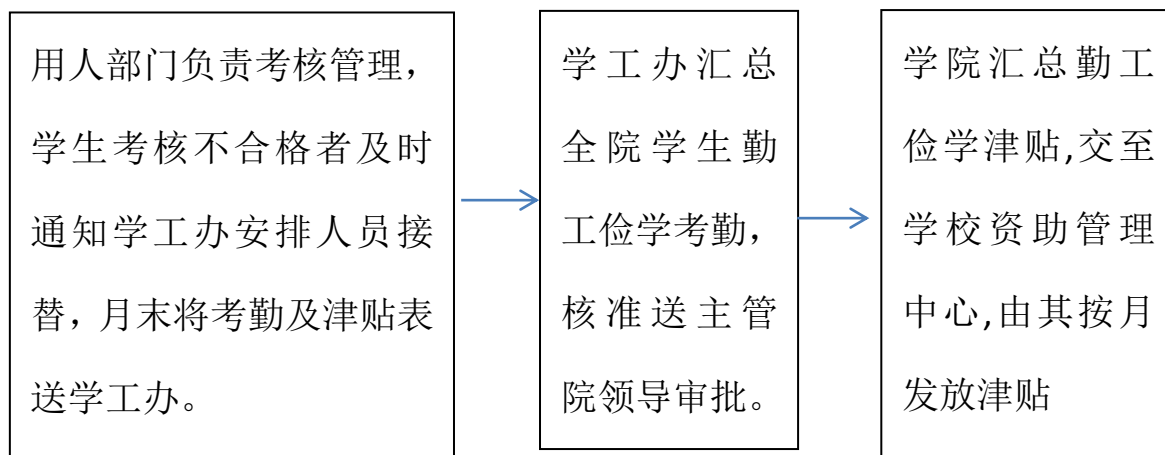 用人部门负责考核管理，
学生考核不合格者及时
通知学工办安排人员接
替，月末将考勤及津贴表
送学工办。
学工办汇总
全院学生勤
工俭学考勤，
核准送主管
院领导审批。
学院汇总勤工
俭学津贴,交至
学校资助管理
中心,由其按月
发放津贴